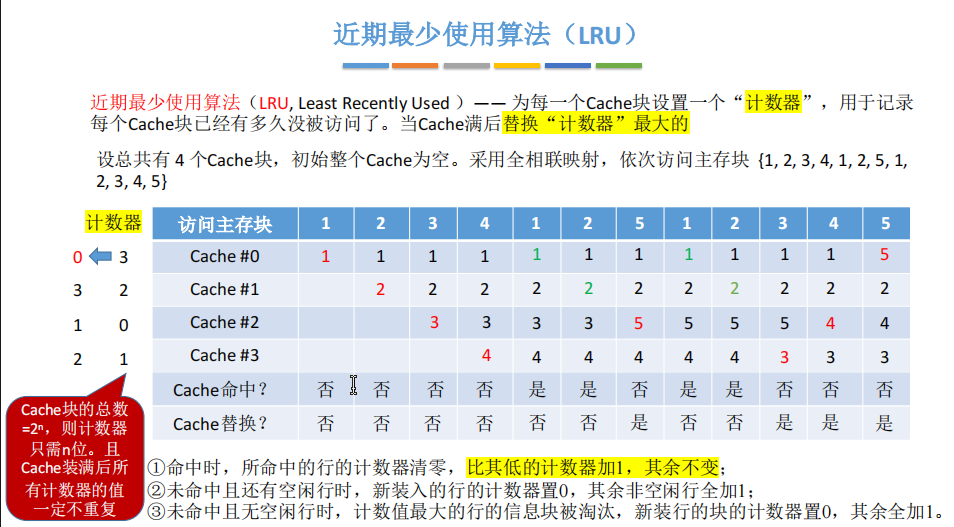 近期最少使用算法（LRU）
近期最少使用算法（LRU, Least Recently Used ）—— 为每一个Cache块设置一个“计数器”，用于记录
每个Cache块已经有多久没被访问了。当Cache满后替换“计数器”最大的
设总共有 4 个Cache块，初始整个Cache为空。采用全相联映射，依次访问主存块 {1, 2, 3, 4, 1, 2, 5, 1,
2, 3, 4, 5}
计数器 访问主存块 1 2 3 4 1 2 5 1 2 3 4 5
0 3 Cache #0 1 1 1 1 1 1 1 1 1 1 1 5
3 2 Cache #1 2 2 2 2 2 2 2 2 2 2 2
1 0 Cache #2 3 3 3 3 5 5 5 5 4 4
2 1 Cache #3 4 4 4 4 4 4 3 3 3
Cache命中？ 否 否 否 否 是 是 否 是 是 否 否 否
Cache替换？ 否 否 否 否 否 否 是 否 否 是 是 是
Cache块的总数
=2ⁿ，则计数器
只需n位。且
Cache装满后所
有计数器的值
一定不重复
①命中时，所命中的行的计数器清零，比其低的计数器加1，其余不变；
②未命中且还有空闲行时，新装入的行的计数器置0，其余非空闲行全加1；
③未命中且无空闲行时，计数值最大的行的信息块被淘汰，新装行的块的计数器置0，其余全加1。